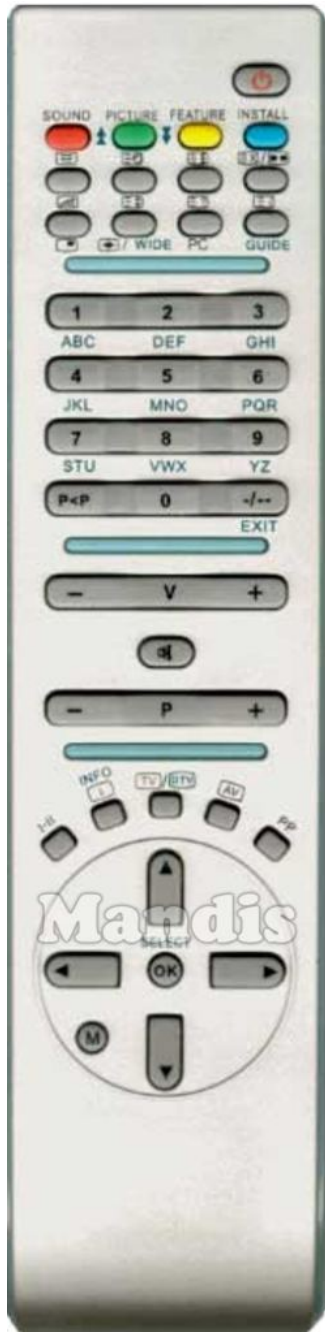 SOUND PICTURE FEATURE INSTALL
/ WIDE PC GUIDE
1 2 3
ABC DEF GHI
4 5 6
JKL MNO PQR
7 8 9
STU VWX YZ
P<P 0 -/--
EXIT
- V +
- P +
INFO TV/DTV AV
I-II i PP
Mandis
SELECT
OK
M